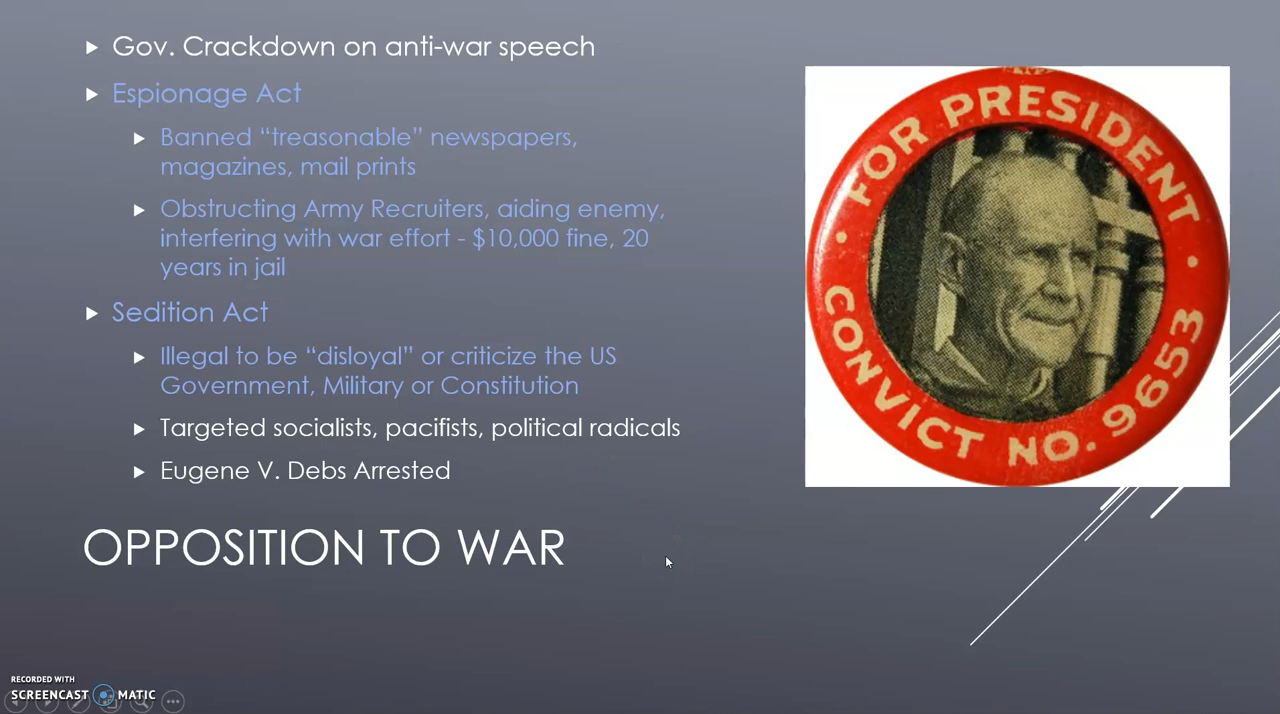 Gov. Crackdown on anti-war speech
Espionage Act
Banned “treasonable” newspapers,
magazines, mail prints
Obstructing Army Recruiters, aiding enemy,
interfering with war effort - $10,000 fine, 20
years in jail
Sedition Act
Illegal to be “disloyal” or criticize the US
Government, Military or Constitution
Targeted socialists, pacifists, political radicals
Eugene V. Debs Arrested
OPPOSITION TO WAR
FOR PRESIDENT
CONVICT NO. 9653
RECORDED WITH
SCREENCAST MATIC